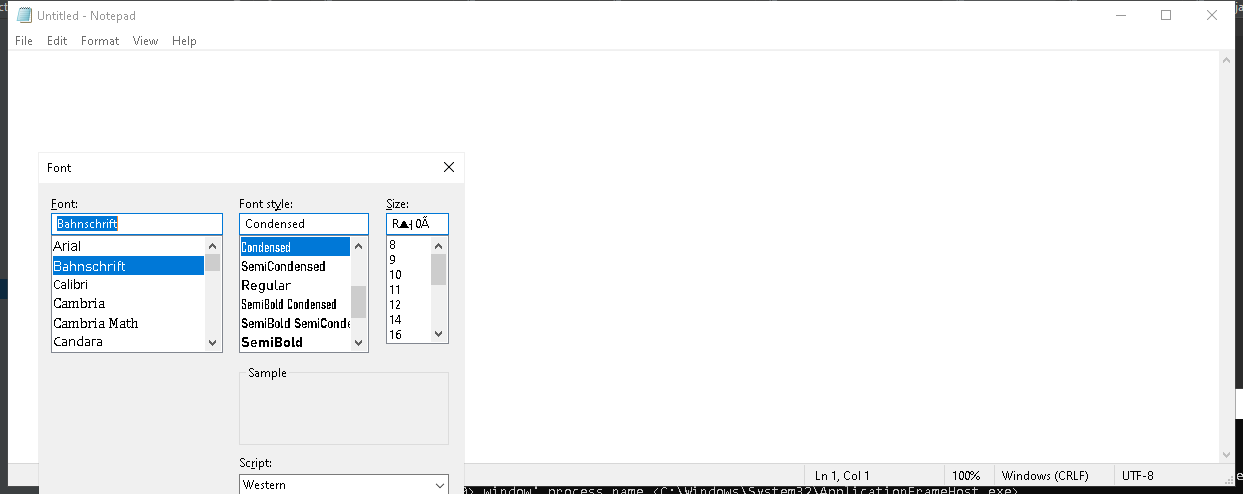 Untitled - Notepad
File Edit Format View Help
Font
Font: Font style: Size:
Bahnschrift Condensed R▲┤0Ã
Arial Condensed 8
Bahnschrift SemiCondensed 9
Calibri Regular 10
Cambria SemiBold Condensed 11
Cambria Math SemiBold SemiConde 12
Candara SemiBold 14
16
Sample
Script:
Western
Ln 1, Col 1 100% Windows (CRLF) UTF-8
window" process name <C:\Windows\System32\ApplicationFrameHost.exe>